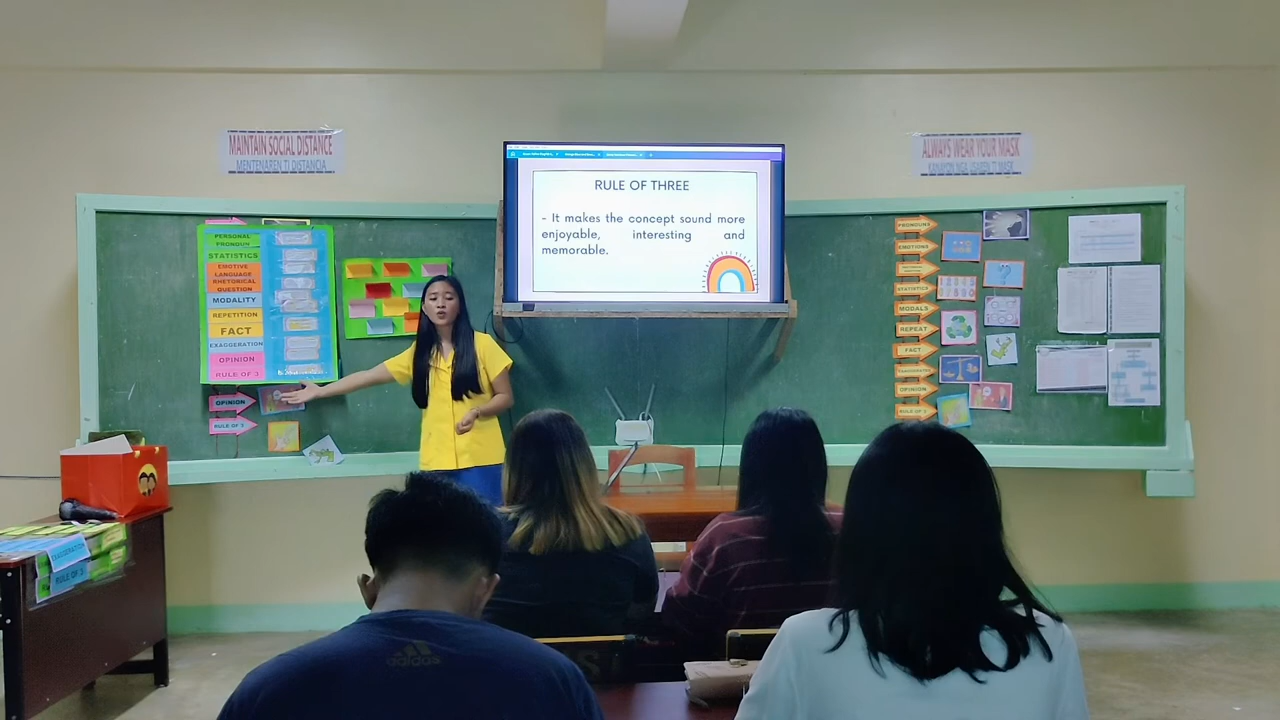 MAINTAIN SOCIAL DISTANCE
MENTENAREN TI DISTANCIA
ALWAYS WEAR YOUR MASK
RULE OF THREE
- It makes the concept sound more
enjoyable, interesting and
memorable.
PERSONAL
PRONOUN
STATISTICS
EMOTIVE
LANGUAGE
RHETORICAL
QUESTION
MODALITY
REPETITION
FACT
EXAGGERATION
OPINION
RULE OF 3
OPINION
RULE OF 3
PRONOUNS
EMOTIONS
STATISTICS
MODALS
REPEAT
FACT
EXAGGERATION
OPINION
RULE OF 3
EXAGGERATION
RULE OF 3
adidas